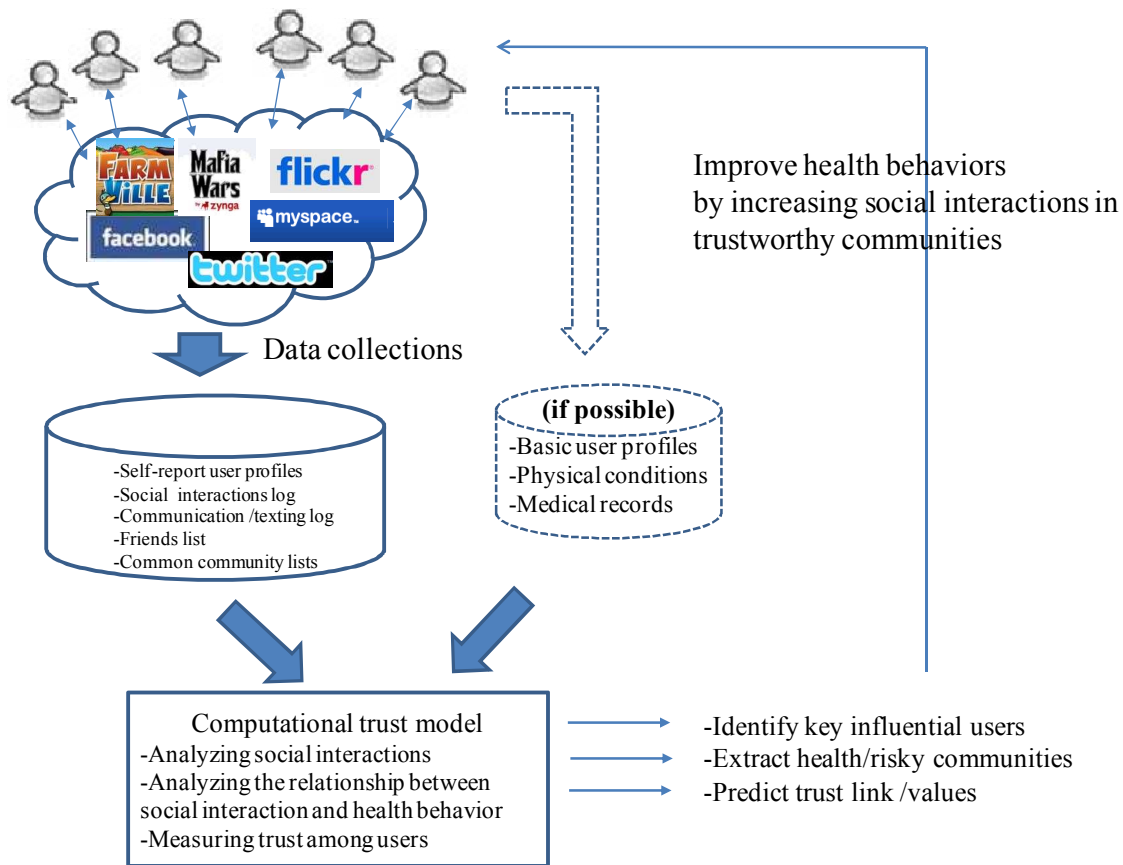 FARM
VILLE
Mafia
Wars
by zynga
flickr
facebook
myspace
twitter
Improve health behaviors
by increasing social interactions in
trustworthy communities
Data collections
-Self-report user profiles
-Social interactions log
-Communication /texting log
-Friends list
-Common community lists
(if possible)
-Basic user profiles
-Physical conditions
-Medical records
Computational trust model
-Analyzing social interactions
-Analyzing the relationship between
social interaction and health behavior
-Measuring trust among users
-Identify key influential users
-Extract health/risky communities
-Predict trust link /values